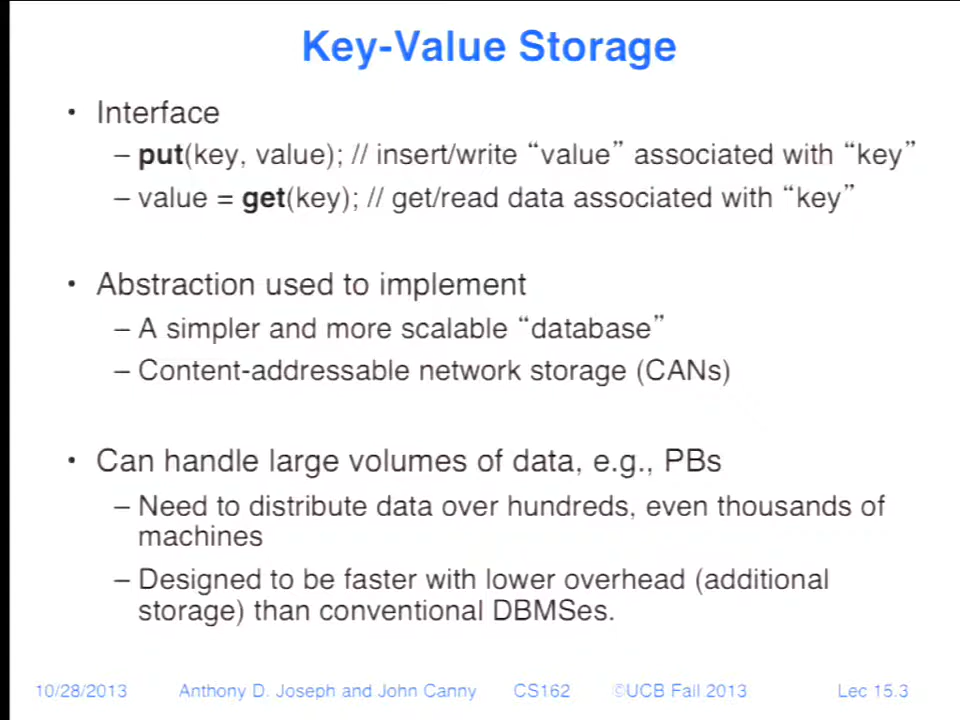 Key-Value Storage
• Interface
– put(key, value); // insert/write “value” associated with “key”
– value = get(key); // get/read data associated with “key”
• Abstraction used to implement
– A simpler and more scalable “database”
– Content-addressable network storage (CANs)
• Can handle large volumes of data, e.g., PBs
– Need to distribute data over hundreds, even thousands of
machines
– Designed to be faster with lower overhead (additional
storage) than conventional DBMSes.
10/28/2013 Anthony D. Joseph and John Canny CS162 ©UCB Fall 2013 Lec 15.3